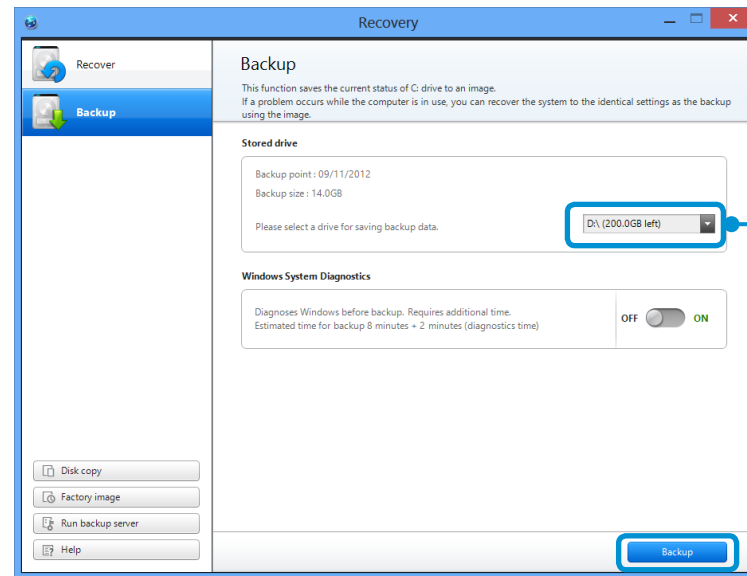 Recovery
Recover
Backup
Backup
This function saves the current status of C: drive to an image.
If a problem occurs while the computer is in use, you can recover the system to the identical settings as the backup
using the image.
Stored drive
Backup point : 09/11/2012
Backup size : 14.0GB
Please select a drive for saving backup data.
D:\ (200.0GB left)
Windows System Diagnostics
Diagnoses Windows before backup. Requires additional time.
Estimated time for backup 8 minutes + 2 minutes (diagnostics time)
OFF ON
Disk copy
Factory image
Run backup server
Help
Backup